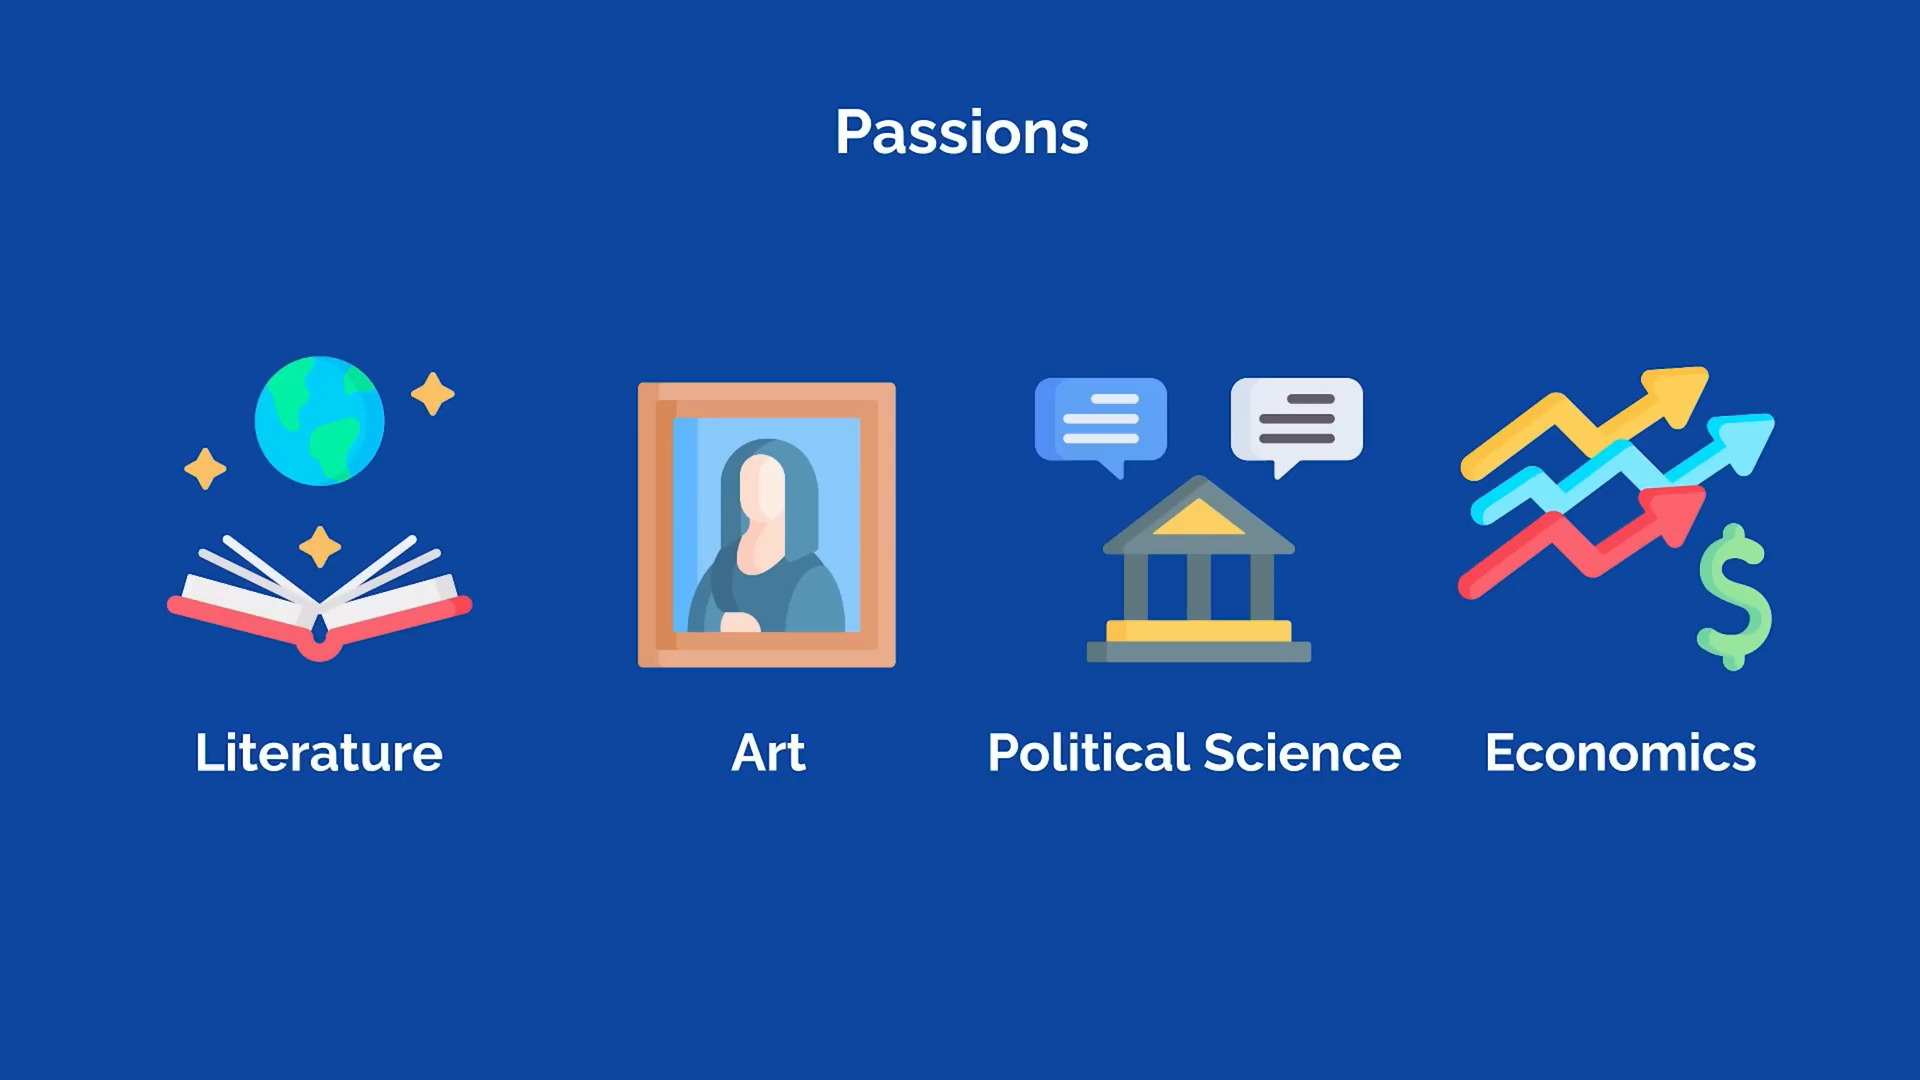 Passions
Literature
Art
Political Science
Economics